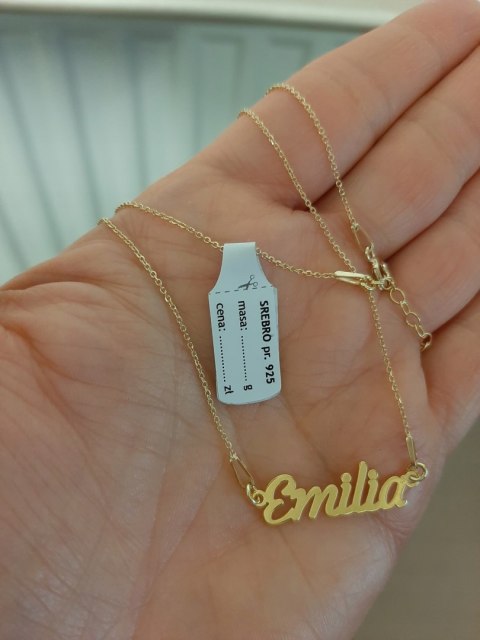 SREBRO pr. 925
masa: ............... g
cena: ............... zł
Emilia